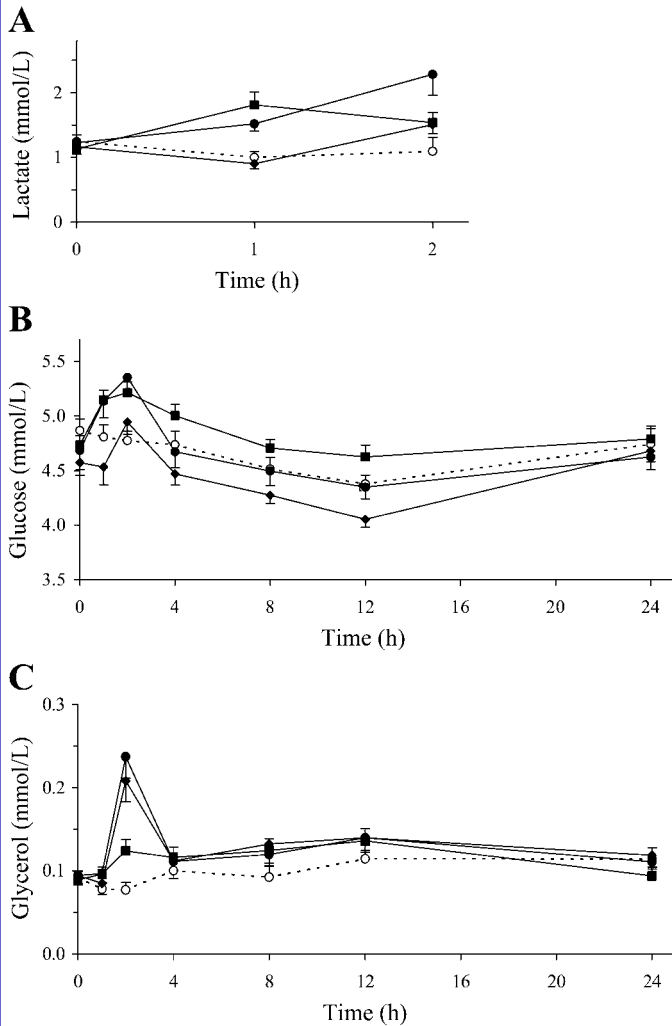 A
Lactate (mmol/L)
2
1
0
0 1 2
Time (h)
B
Glucose (mmol/L)
5.5
5.0
4.5
4.0
3.5
0 4 8 12 16 20 24
Time (h)
C
Glycerol (mmol/L)
0.3
0.2
0.1
0.0
0 4 8 12 16 20 24
Time (h)